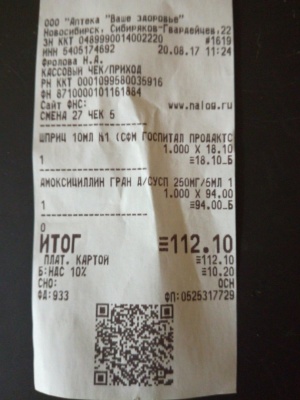 ООО "Аптека "Ваше здоровье"
Новосибирск, Сибиряков-Гвардейцев,22
ЗН ККТ 0489990014002220 #1619
ИНН 5405174692 20.08.17 11:24
Фролова Н.А.
КАССОВЫЙ ЧЕК/ПРИХОД
РН ККТ 0001099580035916
ФН 8710000101161884
Сайт ФНС: www.nalog.ru
СМЕНА 27 ЧЕК 5
ШПРИЦ 10МЛ N1 (СФМ ГОСПИТАЛ ПРОДАКТС
1.000 X 18.10
1 ≡18.10_Б
АМОКСИЦИЛЛИН ГРАН Д/СУСП 250МГ/5МЛ 1
1.000 X 94.00
1 ≡94.00_Б
0
ИТОГ ≡112.10
ПЛАТ. КАРТОЙ ≡112.10
Б:НДС 10% ≡10.20
СНО: ОСН
ФД:933 ФП:0525317729